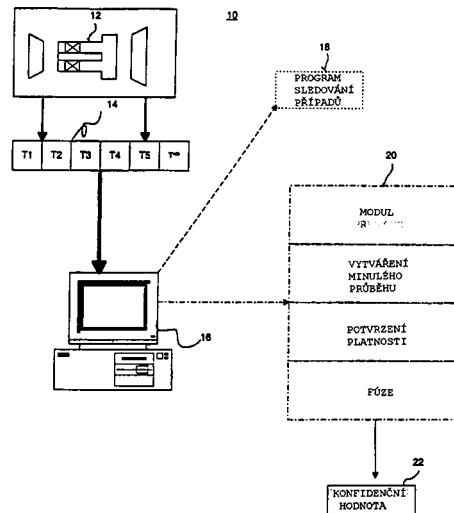 10
12
14
T1 T2 T3 T4 T5
16
18
PROGRAM
SLEDOVÁNÍ
PŘÍPADŮ
20
MODUL
VYTVÁŘENÍ
MINULÉHO
PRŮBĚHU
POTVRZENÍ
PLATNOSTI
FÚZE
22
KONFIDENČNÍ
HODNOTA